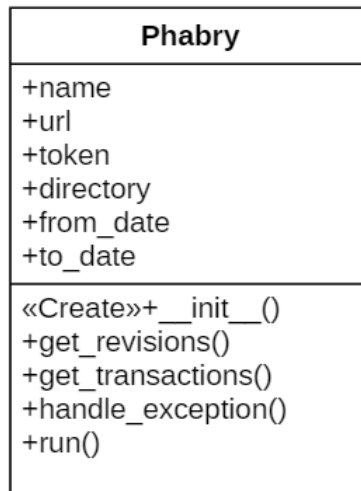 Phabry
+name
+url
+token
+directory
+from_date
+to_date
«Create»+__init__()
+get_revisions()
+get_transactions()
+handle_exception()
+run()